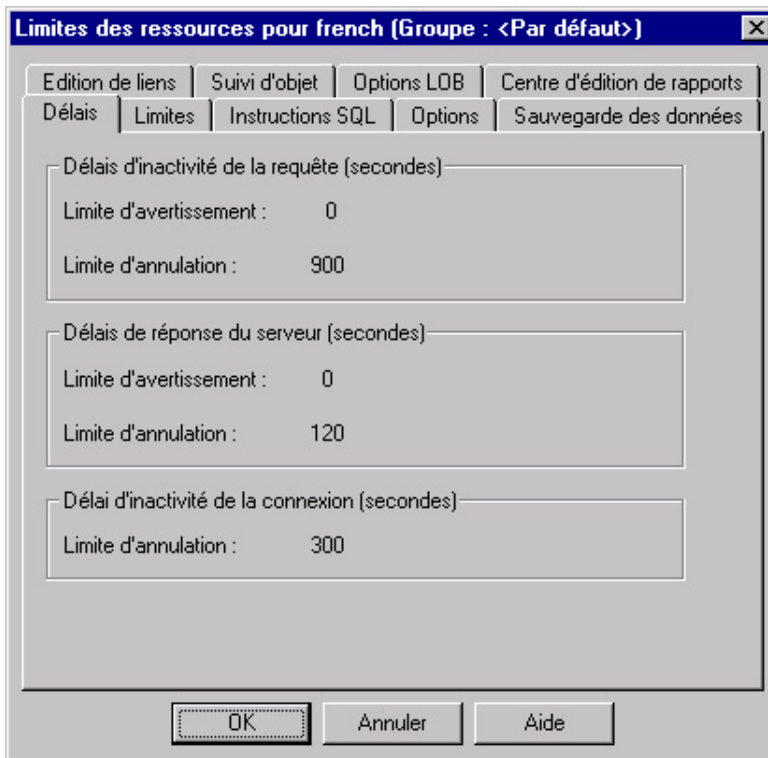 Limites des ressources pour french (Groupe : <Par défaut>)
Edition de liens Suivi d'objet Options LOB Centre d'édition de rapports
Délais Limites Instructions SQL Options Sauvegarde des données
Délais d'inactivité de la requête (secondes)
Limite d'avertissement : 0
Limite d'annulation : 900
Délais de réponse du serveur (secondes)
Limite d'avertissement : 0
Limite d'annulation : 120
Délai d'inactivité de la connexion (secondes)
Limite d'annulation : 300
OK Annuler Aide